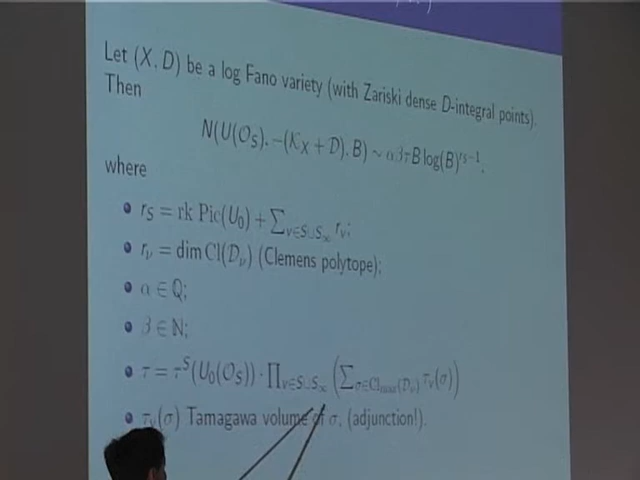 Let (X, D) be a log Fano variety (with Zariski dense D-integral points).
Then
N(U(𝒪_S), −(𝒦_X + 𝒟), B) ∼ αβτB log(B)^{r_S−1},
where
• r_S = rk Pic(U_0) + ∑_{v∈S∪S_∞} r_v;
• r_v = dim Cl(𝒟_v) (Clemens polytope);
• α ∈ ℚ;
• β ∈ ℕ;
• τ = τ^S(U_0(𝒪_S)) · ∏_{v∈S∪S_∞} (∑_{σ∈Cl_max(𝒟_v)} τ_v(σ))
• τ_v(σ) Tamagawa volume of σ, (adjunction!).